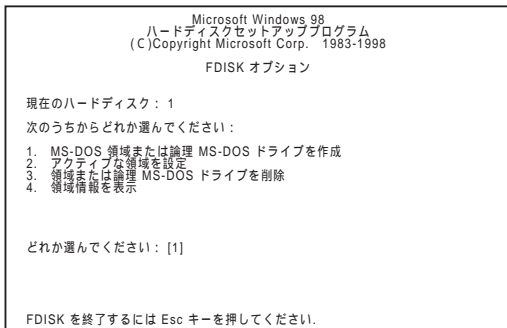 Microsoft Windows 98
ハードディスクセットアッププログラム
(C)Copyright Microsoft Corp. 1983-1998
FDISK オプション
現在のハードディスク: 1
次のうちからどれか選んでください:
1. MS-DOS 領域または論理 MS-DOS ドライブを作成
2. アクティブな領域を設定
3. 領域または論理 MS-DOS ドライブを削除
4. 領域情報を表示
どれか選んでください: [1]
FDISK を終了するには Esc キーを押してください.